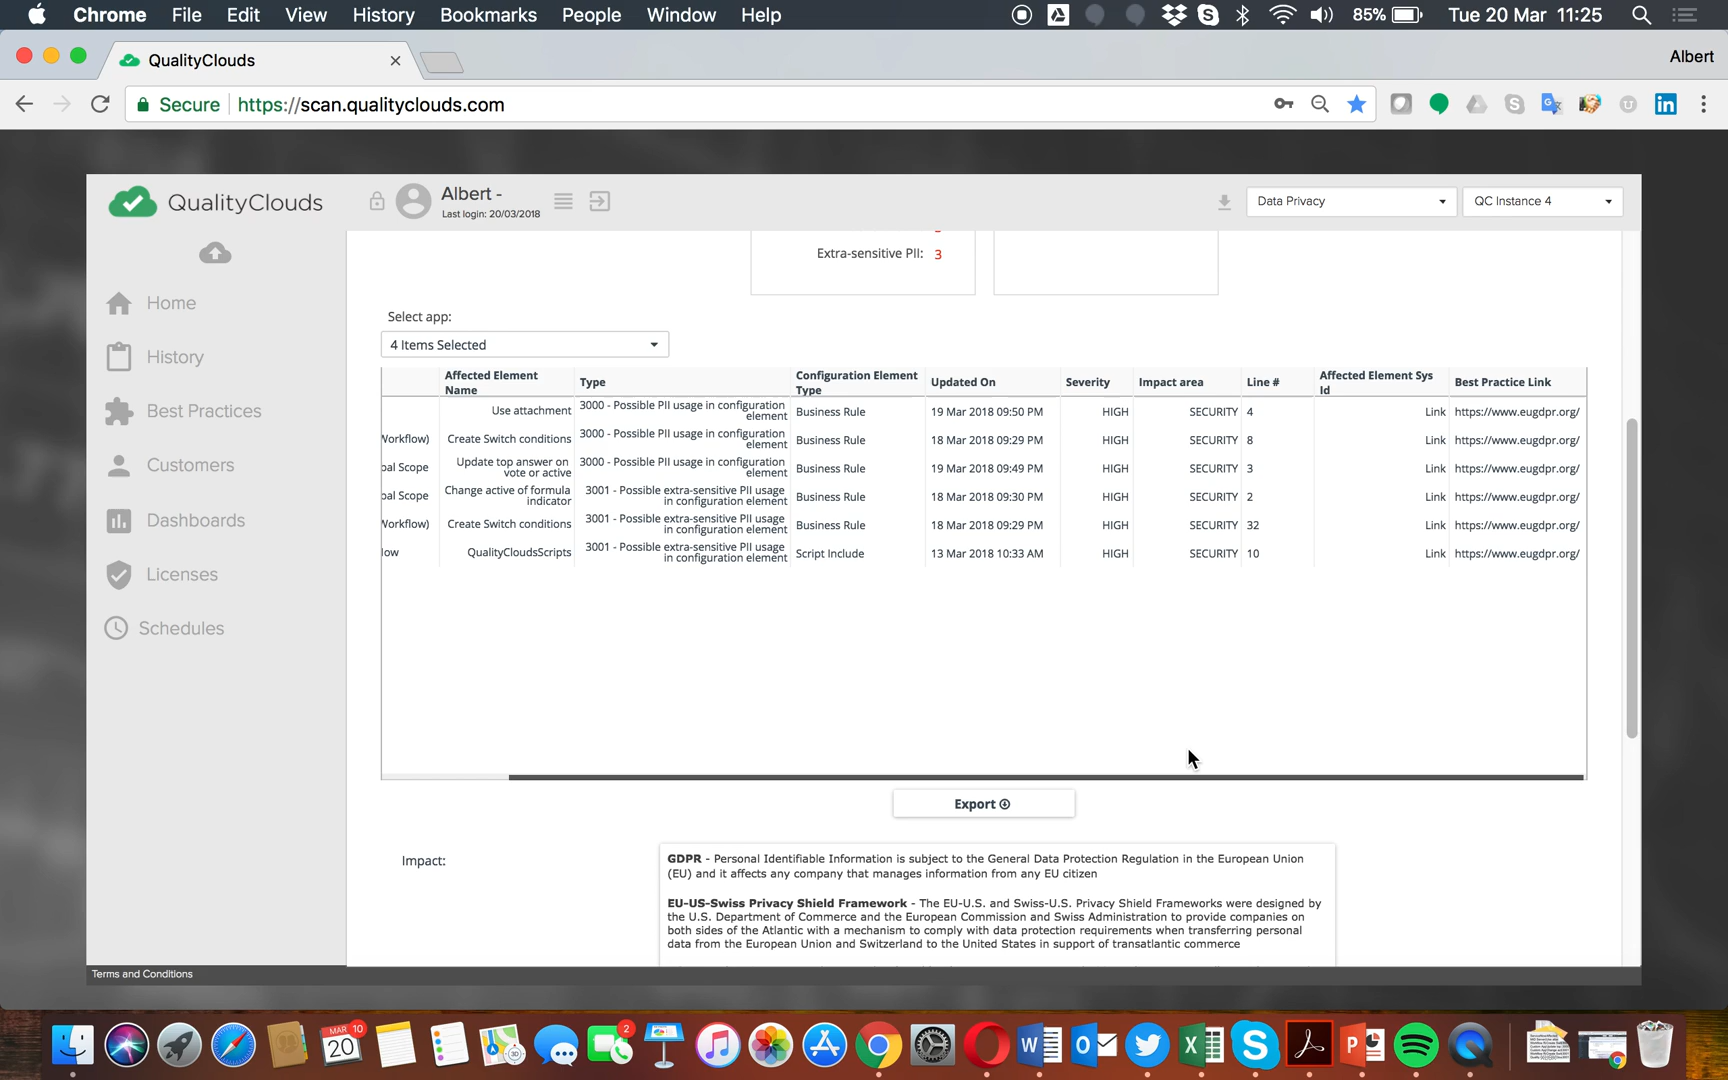 Chrome File Edit View History Bookmarks People Window Help 85% Tue 20 Mar 11:25
QualityClouds
Albert
Secure https://scan.qualityclouds.com
QualityClouds
Albert -
Last login: 20/03/2018
Data Privacy
QC Instance 4
Home
History
Best Practices
Customers
Dashboards
Licenses
Schedules
Extra-sensitive PII: 3
Select app:
4 Items Selected
Affected Element Name Type Configuration Element Type Updated On Severity Impact area Line # Affected Element Sys Id Best Practice Link
Use attachment 3000 - Possible PII usage in configuration element Business Rule 19 Mar 2018 09:50 PM HIGH SECURITY 4 Link https://www.eugdpr.org/
Workflow) Create Switch conditions 3000 - Possible PII usage in configuration element Business Rule 18 Mar 2018 09:29 PM HIGH SECURITY 8 Link https://www.eugdpr.org/
bal Scope Update top answer on vote or active 3000 - Possible PII usage in configuration element Business Rule 19 Mar 2018 09:49 PM HIGH SECURITY 3 Link https://www.eugdpr.org/
bal Scope Change active of formula indicator 3001 - Possible extra-sensitive PII usage in configuration element Business Rule 18 Mar 2018 09:30 PM HIGH SECURITY 2 Link https://www.eugdpr.org/
Workflow) Create Switch conditions 3001 - Possible extra-sensitive PII usage in configuration element Business Rule 18 Mar 2018 09:29 PM HIGH SECURITY 32 Link https://www.eugdpr.org/
low QualityCloudsScripts 3001 - Possible extra-sensitive PII usage in configuration element Script Include 13 Mar 2018 10:33 AM HIGH SECURITY 10 Link https://www.eugdpr.org/
Export
Impact:
GDPR - Personal Identifiable Information is subject to the General Data Protection Regulation in the European Union
(EU) and it affects any company that manages information from any EU citizen
EU-US-Swiss Privacy Shield Framework - The EU-U.S. and Swiss-U.S. Privacy Shield Frameworks were designed by
the U.S. Department of Commerce and the European Commission and Swiss Administration to provide companies on
both sides of the Atlantic with a mechanism to comply with data protection requirements when transferring personal
data from the European Union and Switzerland to the United States in support of transatlantic commerce
Terms and Conditions
MAR 10
20
2